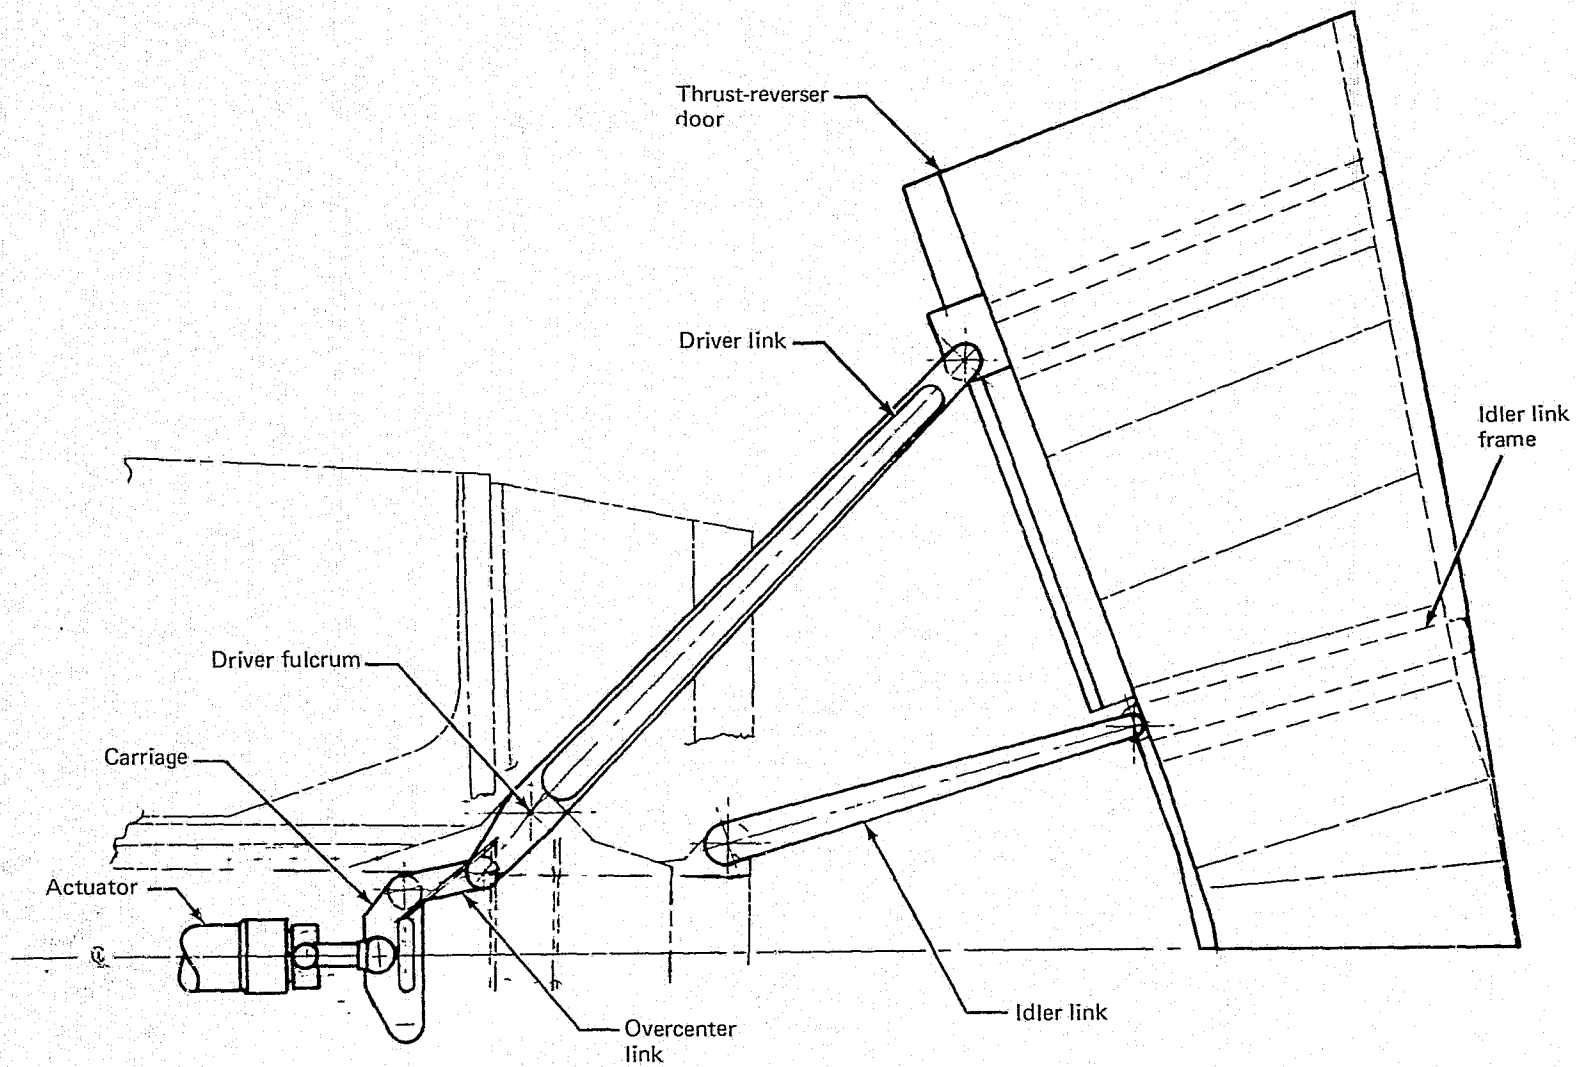 Thrust-reverser
door
Driver link
Idler link
frame
Driver fulcrum
Carriage
Actuator
℄
Idler link
Overcenter
link